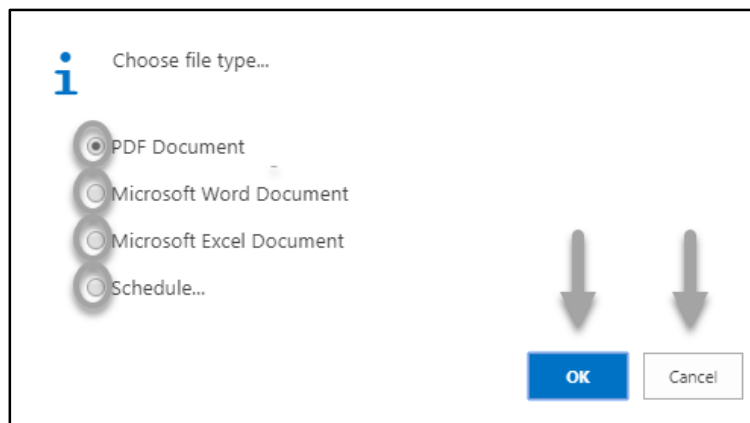 Choose file type...
PDF Document
Microsoft Word Document
Microsoft Excel Document
Schedule...
OK
Cancel